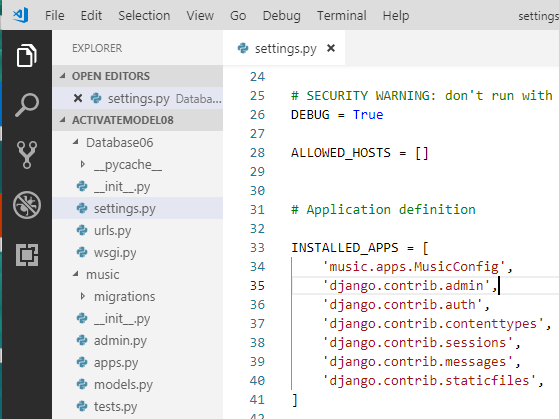 File Edit Selection View Go Debug Terminal Help settings
EXPLORER
OPEN EDITORS
settings.py Databa...
ACTIVATEMODEL08
Database06
__pycache__
__init__.py
settings.py
urls.py
wsgi.py
music
migrations
__init__.py
admin.py
apps.py
models.py
tests.py
settings.py
24
25 # SECURITY WARNING: don't run with
26 DEBUG = True
27
28 ALLOWED_HOSTS = []
29
30
31 # Application definition
32
33 INSTALLED_APPS = [
34 'music.apps.MusicConfig',
35 'django.contrib.admin',
36 'django.contrib.auth',
37 'django.contrib.contenttypes',
38 'django.contrib.sessions',
39 'django.contrib.messages',
40 'django.contrib.staticfiles',
41 ]